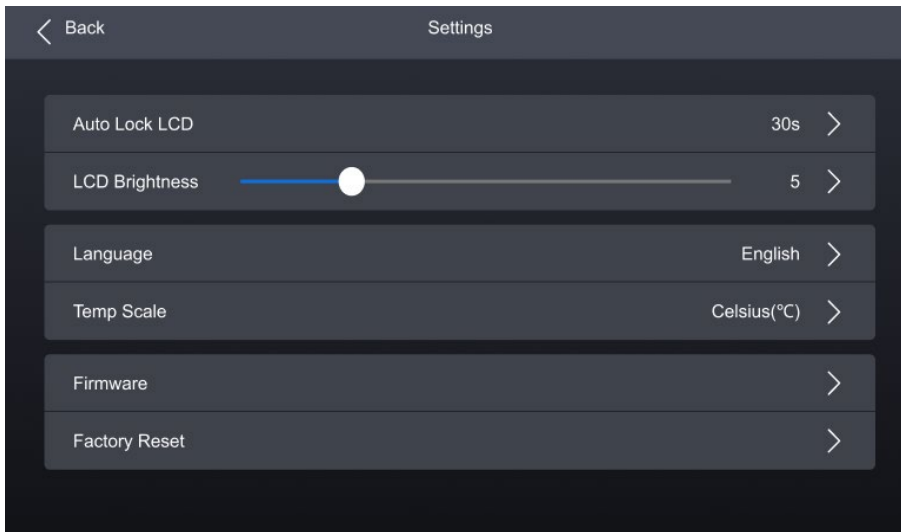 Back
Settings
Auto Lock LCD 30s
LCD Brightness 5
Language English
Temp Scale Celsius(℃)
Firmware
Factory Reset